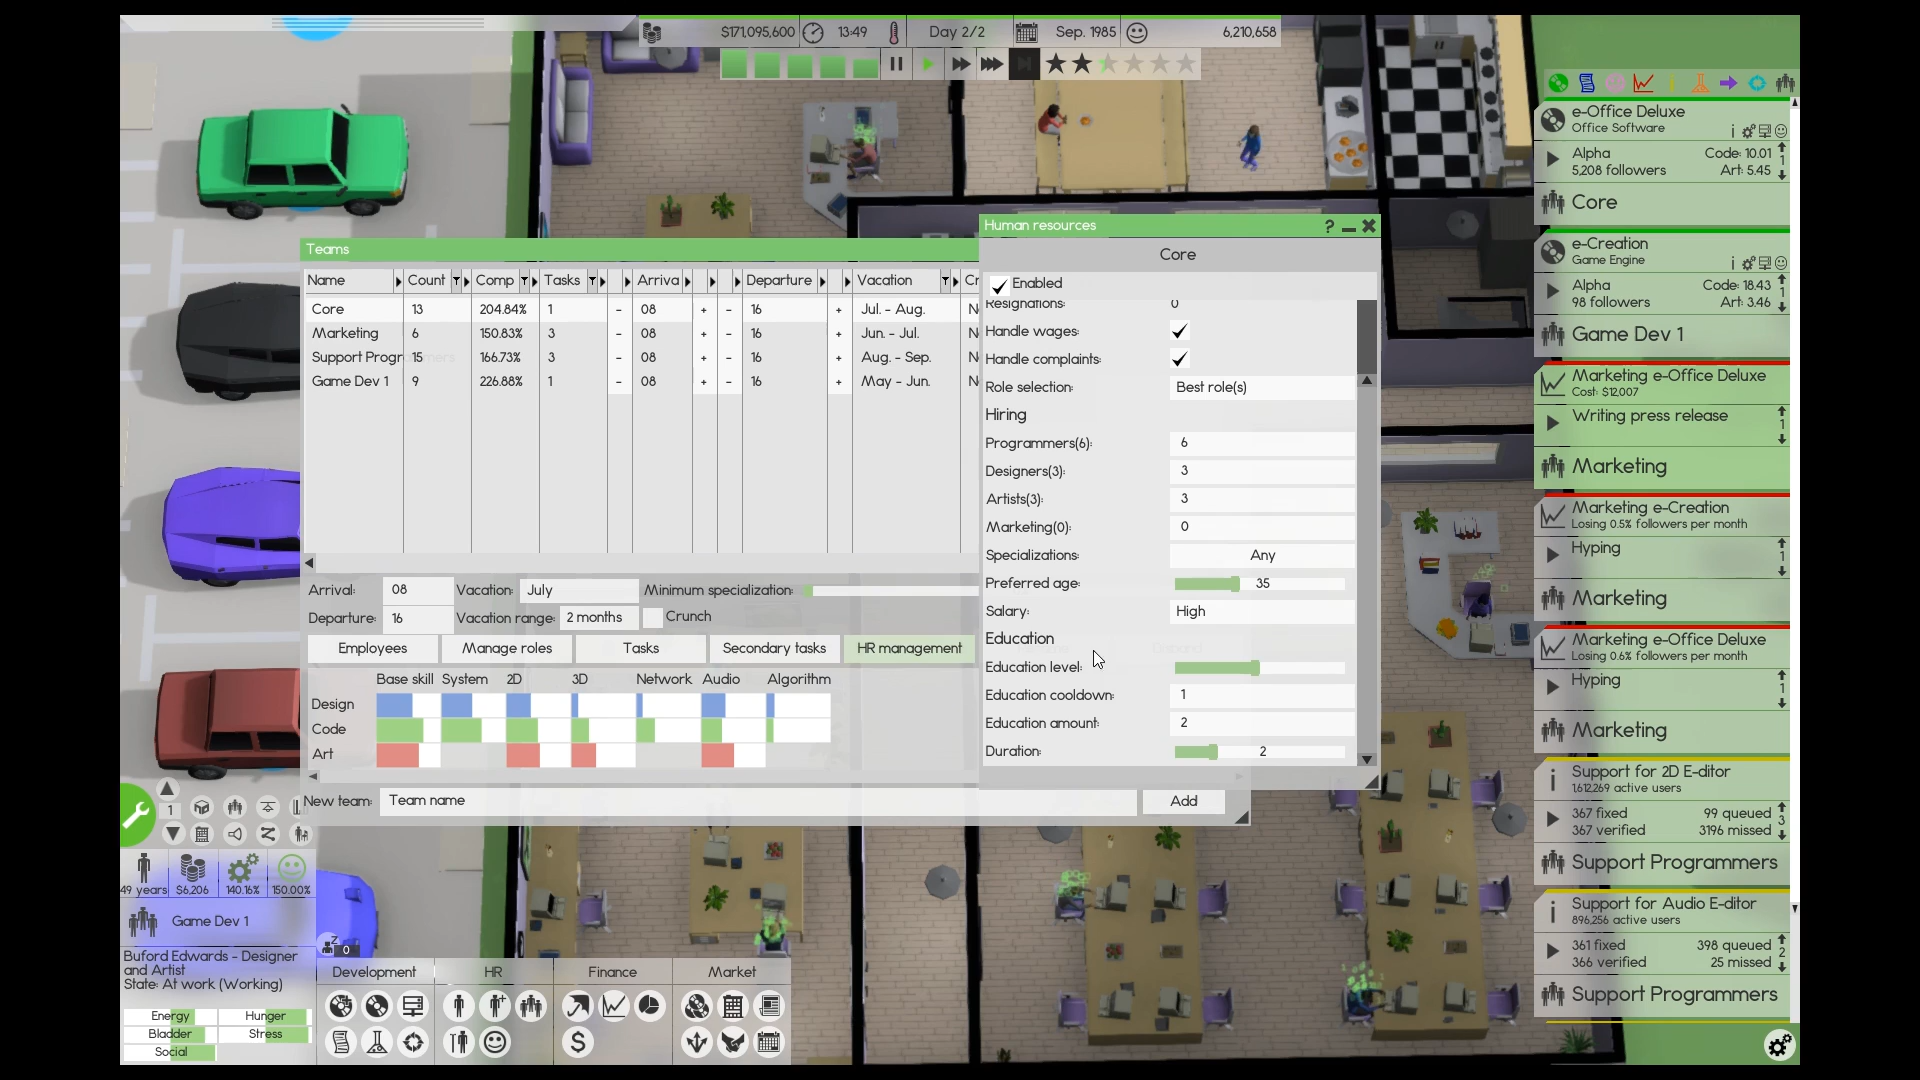 $171,095,600
13:49
Day 2/2
Sep. 1985
6,210,658
e-Office Deluxe
Office Software
Alpha
Code: 10.01
5,208 followers
Art: 5.45
1
Core
e-Creation
Game Engine
Alpha
Code: 18.43
98 followers
Art: 3.46
1
Game Dev 1
Marketing e-Office Deluxe
Cost: $12,007
Writing press release
1
Marketing
Marketing e-Creation
Losing 0.5% followers per month
Hyping
1
Marketing
Marketing e-Office Deluxe
Losing 0.6% followers per month
Hyping
1
Marketing
Support for 2D E-ditor
1,612,269 active users
367 fixed
99 queued
367 verified
3196 missed
3
Support Programmers
Support for Audio E-ditor
896,256 active users
361 fixed
398 queued
366 verified
25 missed
2
Support Programmers
Human resources
?
Core
Enabled
Resignations: 0
Handle wages:
Handle complaints:
Role selection: Best role(s)
Hiring
Programmers(6): 6
Designers(3): 3
Artists(3): 3
Marketing(0): 0
Specializations: Any
Preferred age: 35
Salary: High
Education
Education level:
Education cooldown: 1
Education amount: 2
Duration: 2
Teams
Name Count Comp Tasks Arriva Departure Vacation Cr
Core 13 204.84% 1 - 08 + - 16 + Jul. - Aug.
Marketing 6 150.83% 3 - 08 + - 16 + Jun. - Jul.
Support Progr 15 166.73% 3 - 08 + - 16 + Aug. - Sep.
Game Dev 1 9 226.88% 1 - 08 + - 16 + May - Jun.
Arrival: 08 Vacation: July Minimum specialization:
Departure: 16 Vacation range: 2 months Crunch
Employees Manage roles Tasks Secondary tasks HR management
Base skill System 2D 3D Network Audio Algorithm
Design
Code
Art
New team: Team name Add
1
49 years $6,206 140.16% 150.00%
Game Dev 1
Buford Edwards - Designer
and Artist
State: At work (Working)
Energy Hunger
Bladder Stress
Social
0
Development HR Finance Market